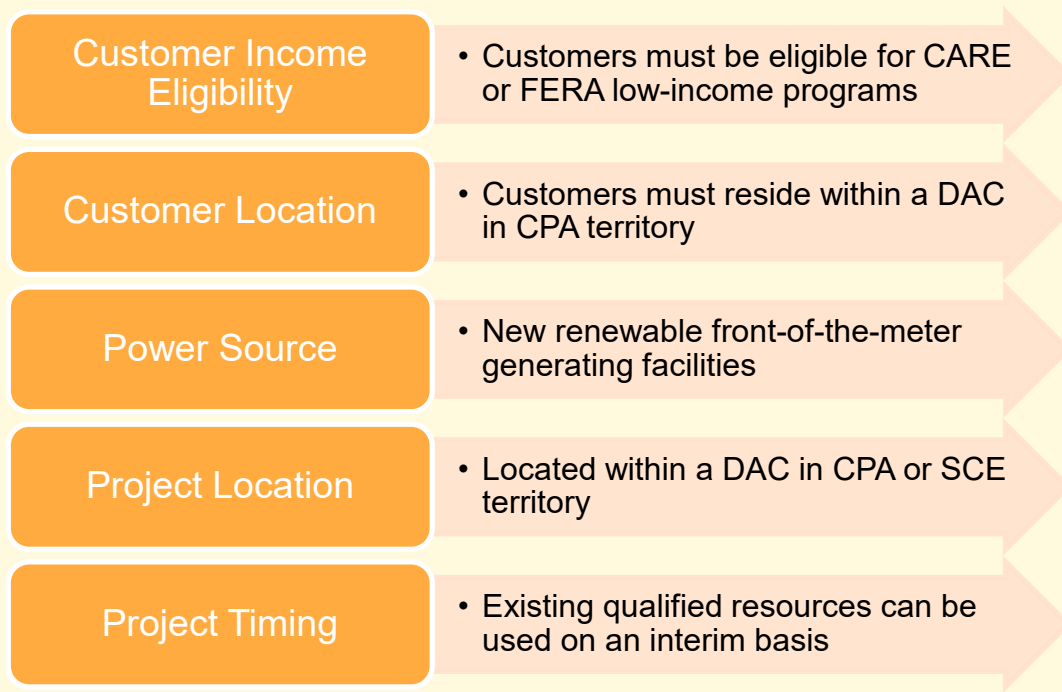 Customer Income
Eligibility
• Customers must be eligible for CARE
or FERA low-income programs
Customer Location
• Customers must reside within a DAC
in CPA territory
Power Source
• New renewable front-of-the-meter
generating facilities
Project Location
• Located within a DAC in CPA or SCE
territory
Project Timing
• Existing qualified resources can be
used on an interim basis